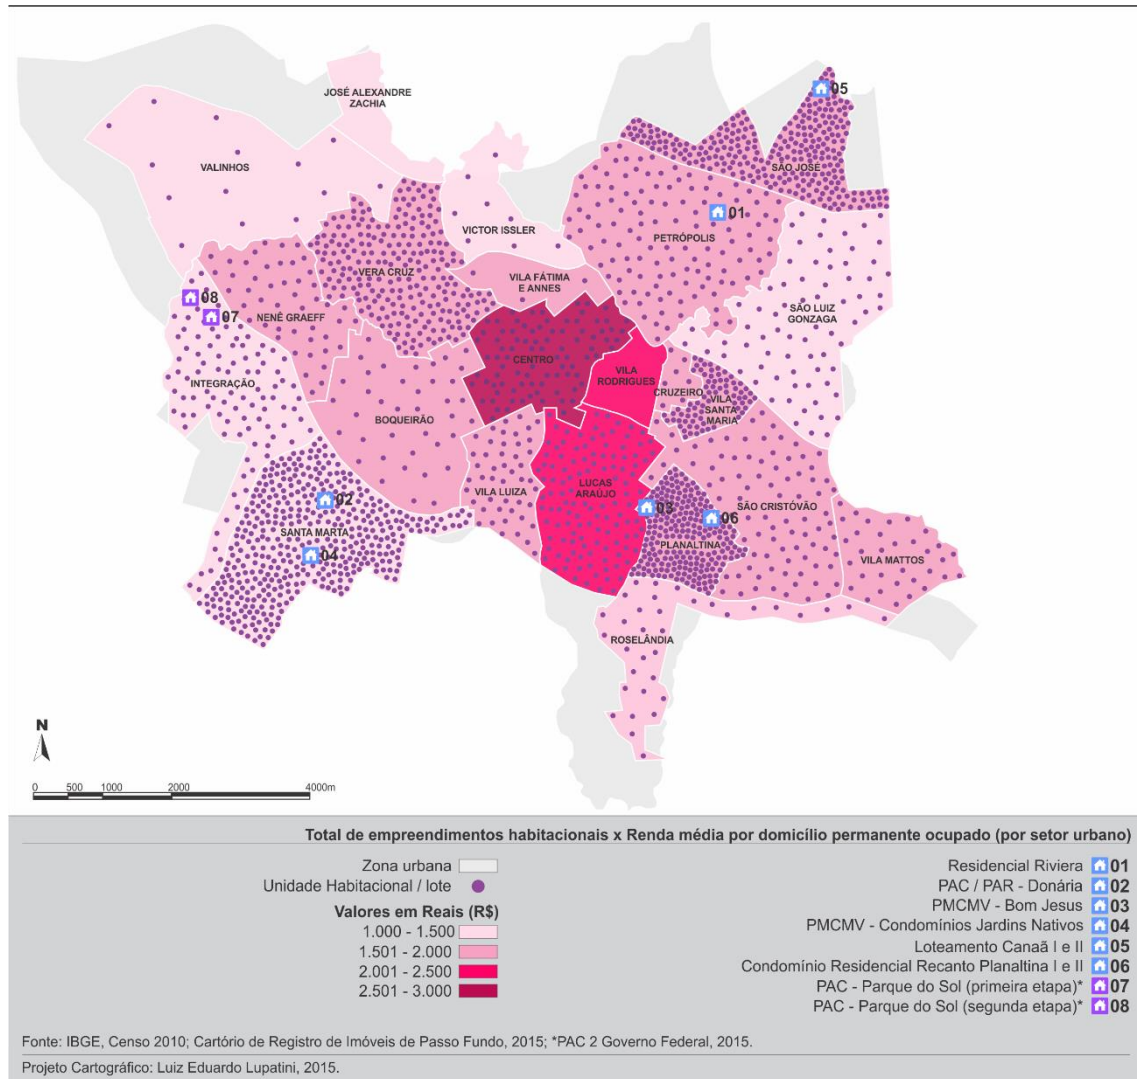 JOSÉ ALEXANDRE
ZACHIA
05
VALINHOS
SÃO JOSÉ
01
VICTOR ISSLER
PETRÓPOLIS
VERA CRUZ
VILA FÁTIMA
E ANNES
08
SÃO LUIZ
GONZAGA
07
NENÊ GRAEFF
CENTRO
VILA
RODRIGUES
INTEGRAÇÃO
CRUZEIRO
VILA
SANTA
MARIA
BOQUEIRÃO
LUCAS
ARAÚJO
VILA LUIZA
02
03
SÃO CRISTÓVÃO
06
SANTA MARTA
PLANALTINA
04
VILA MATTOS
ROSELÂNDIA
N
0 500 1000 2000 4000m
Total de empreendimentos habitacionais x Renda média por domicílio permanente ocupado (por setor urbano)
Zona urbana
Unidade Habitacional / lote
Valores em Reais (R$)
1.000 - 1.500
1.501 - 2.000
2.001 - 2.500
2.501 - 3.000
Residencial Riviera 01
PAC / PAR - Donária 02
PMCMV - Bom Jesus 03
PMCMV - Condomínios Jardins Nativos 04
Loteamento Canaã I e II 05
Condomínio Residencial Recanto Planaltina I e II 06
PAC - Parque do Sol (primeira etapa)* 07
PAC - Parque do Sol (segunda etapa)* 08
Fonte: IBGE, Censo 2010; Cartório de Registro de Imóveis de Passo Fundo, 2015; *PAC 2 Governo Federal, 2015.
Projeto Cartográfico: Luiz Eduardo Lupatini, 2015.